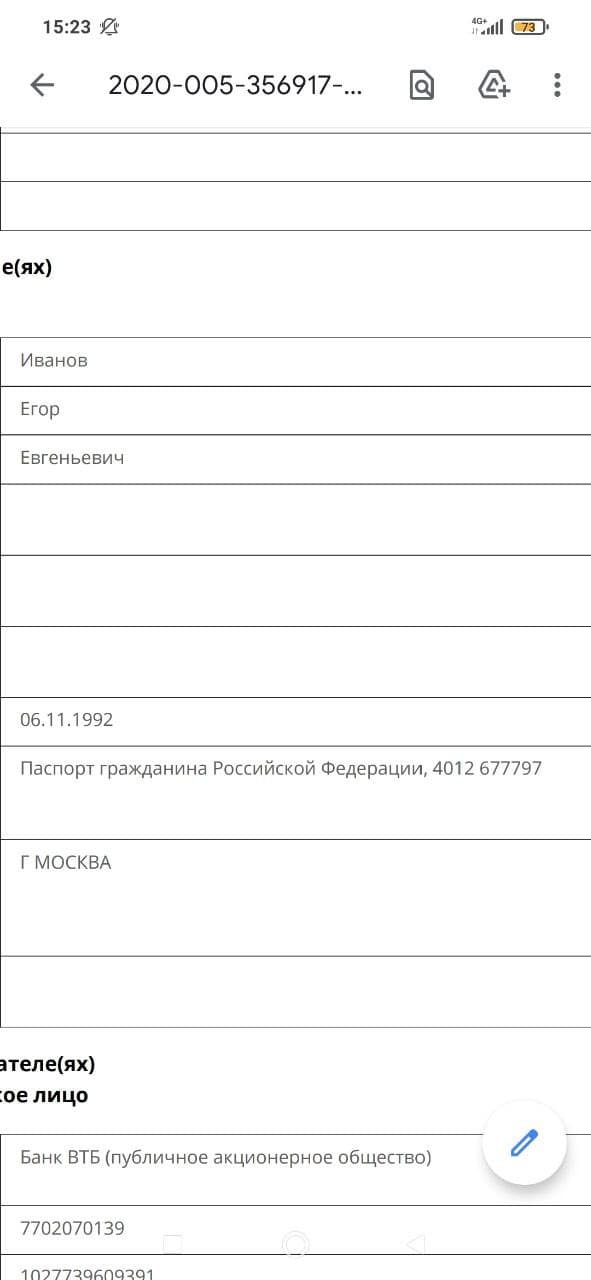 15:23
4G+
73
2020-005-356917-...
е(ях)
Иванов
Егор
Евгеньевич
06.11.1992
Паспорт гражданина Российской Федерации, 4012 677797
Г МОСКВА
ателе(ях)
кое лицо
Банк ВТБ (публичное акционерное общество)
7702070139
1027739609391